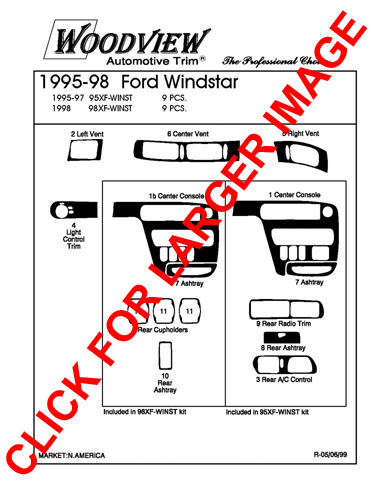 WOODVIEW
Automotive Trim®
The Professional Choice
1995-98 Ford Windstar
1995-97 95XF-WINST 9 PCS.
1998 98XF-WINST 9 PCS.
2 Left Vent
6 Center Vent
5 Right Vent
4
Light
Control
Trim
1b Center Console
7 Ashtray
11 11
Rear Cupholders
10
Rear
Ashtray
Included in 98XF-WINST kit
1 Center Console
7 Ashtray
9 Rear Radio Trim
8 Rear Ashtray
3 Rear A/C Control
Included in 95XF-WINST kit
MARKET:N.AMERICA
R-05/06/99
CLICK FOR LARGER IMAGE